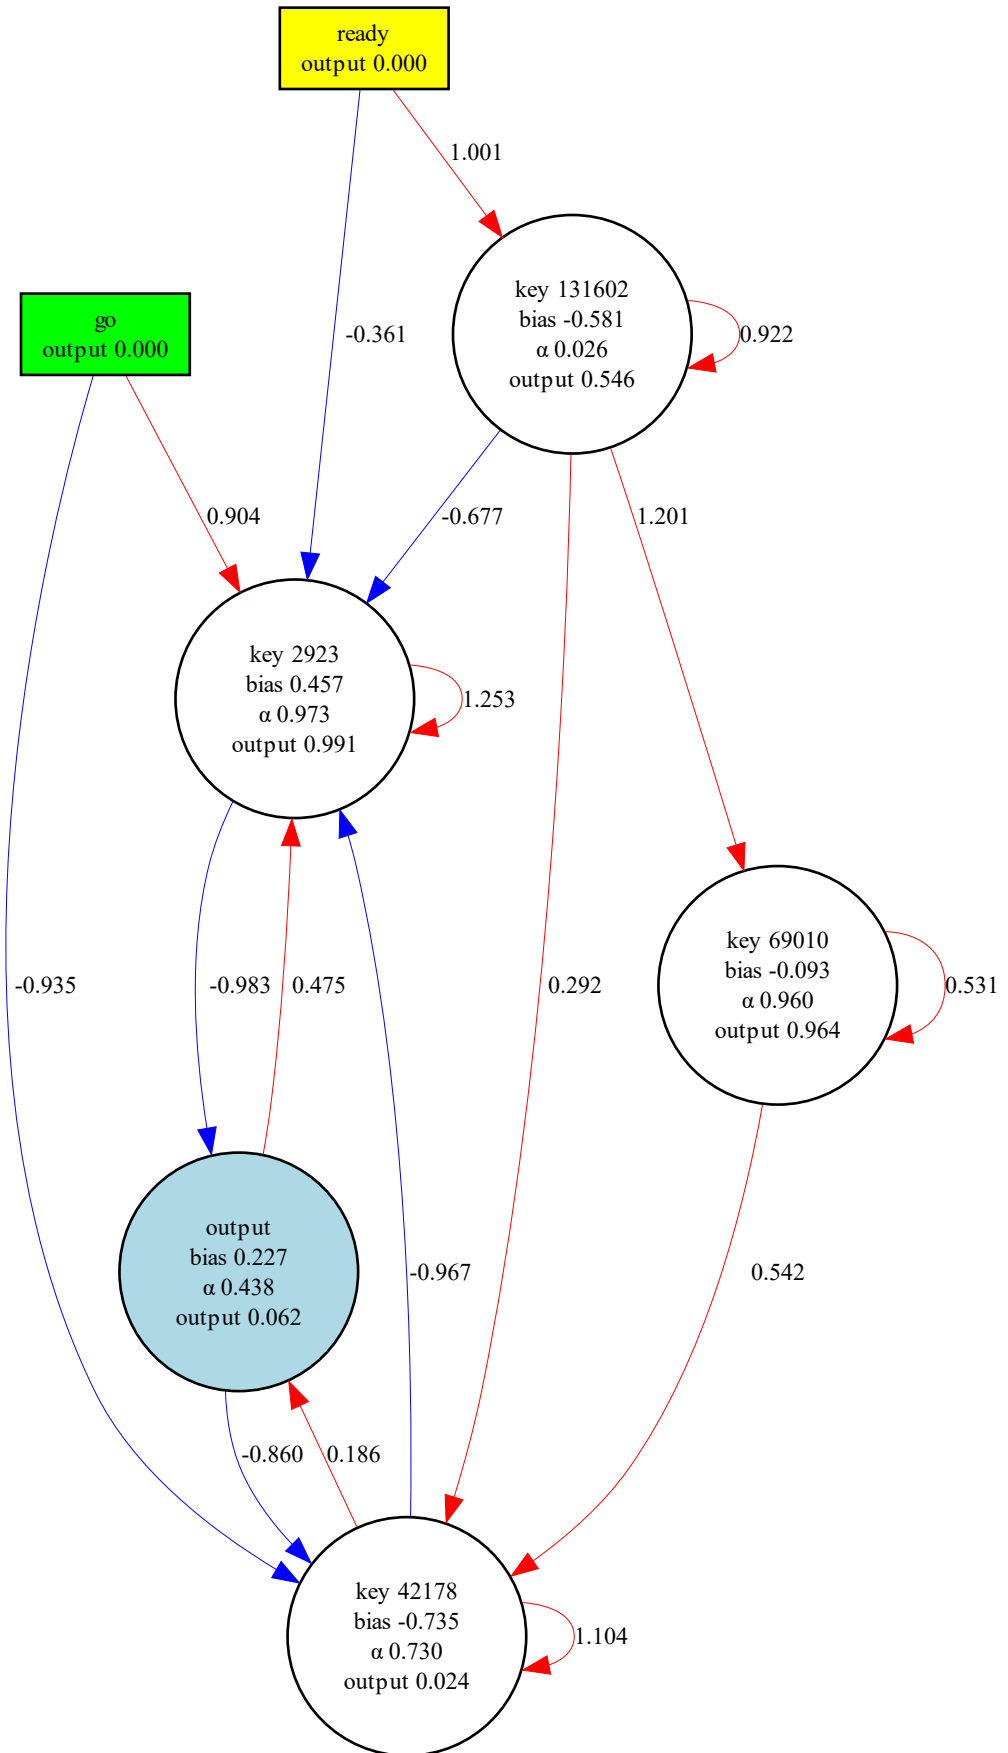 ready
output 0.000
1.001
key 131602
bias -0.581
α 0.026
output 0.546
0.922
-0.361
go
output 0.000
0.904
-0.677
1.201
key 2923
bias 0.457
α 0.973
output 0.991
1.253
key 69010
bias -0.093
α 0.960
output 0.964
0.531
-0.935
-0.983
0.475
0.292
output
bias 0.227
α 0.438
output 0.062
-0.967
0.542
-0.860
0.186
key 42178
bias -0.735
α 0.730
output 0.024
1.104